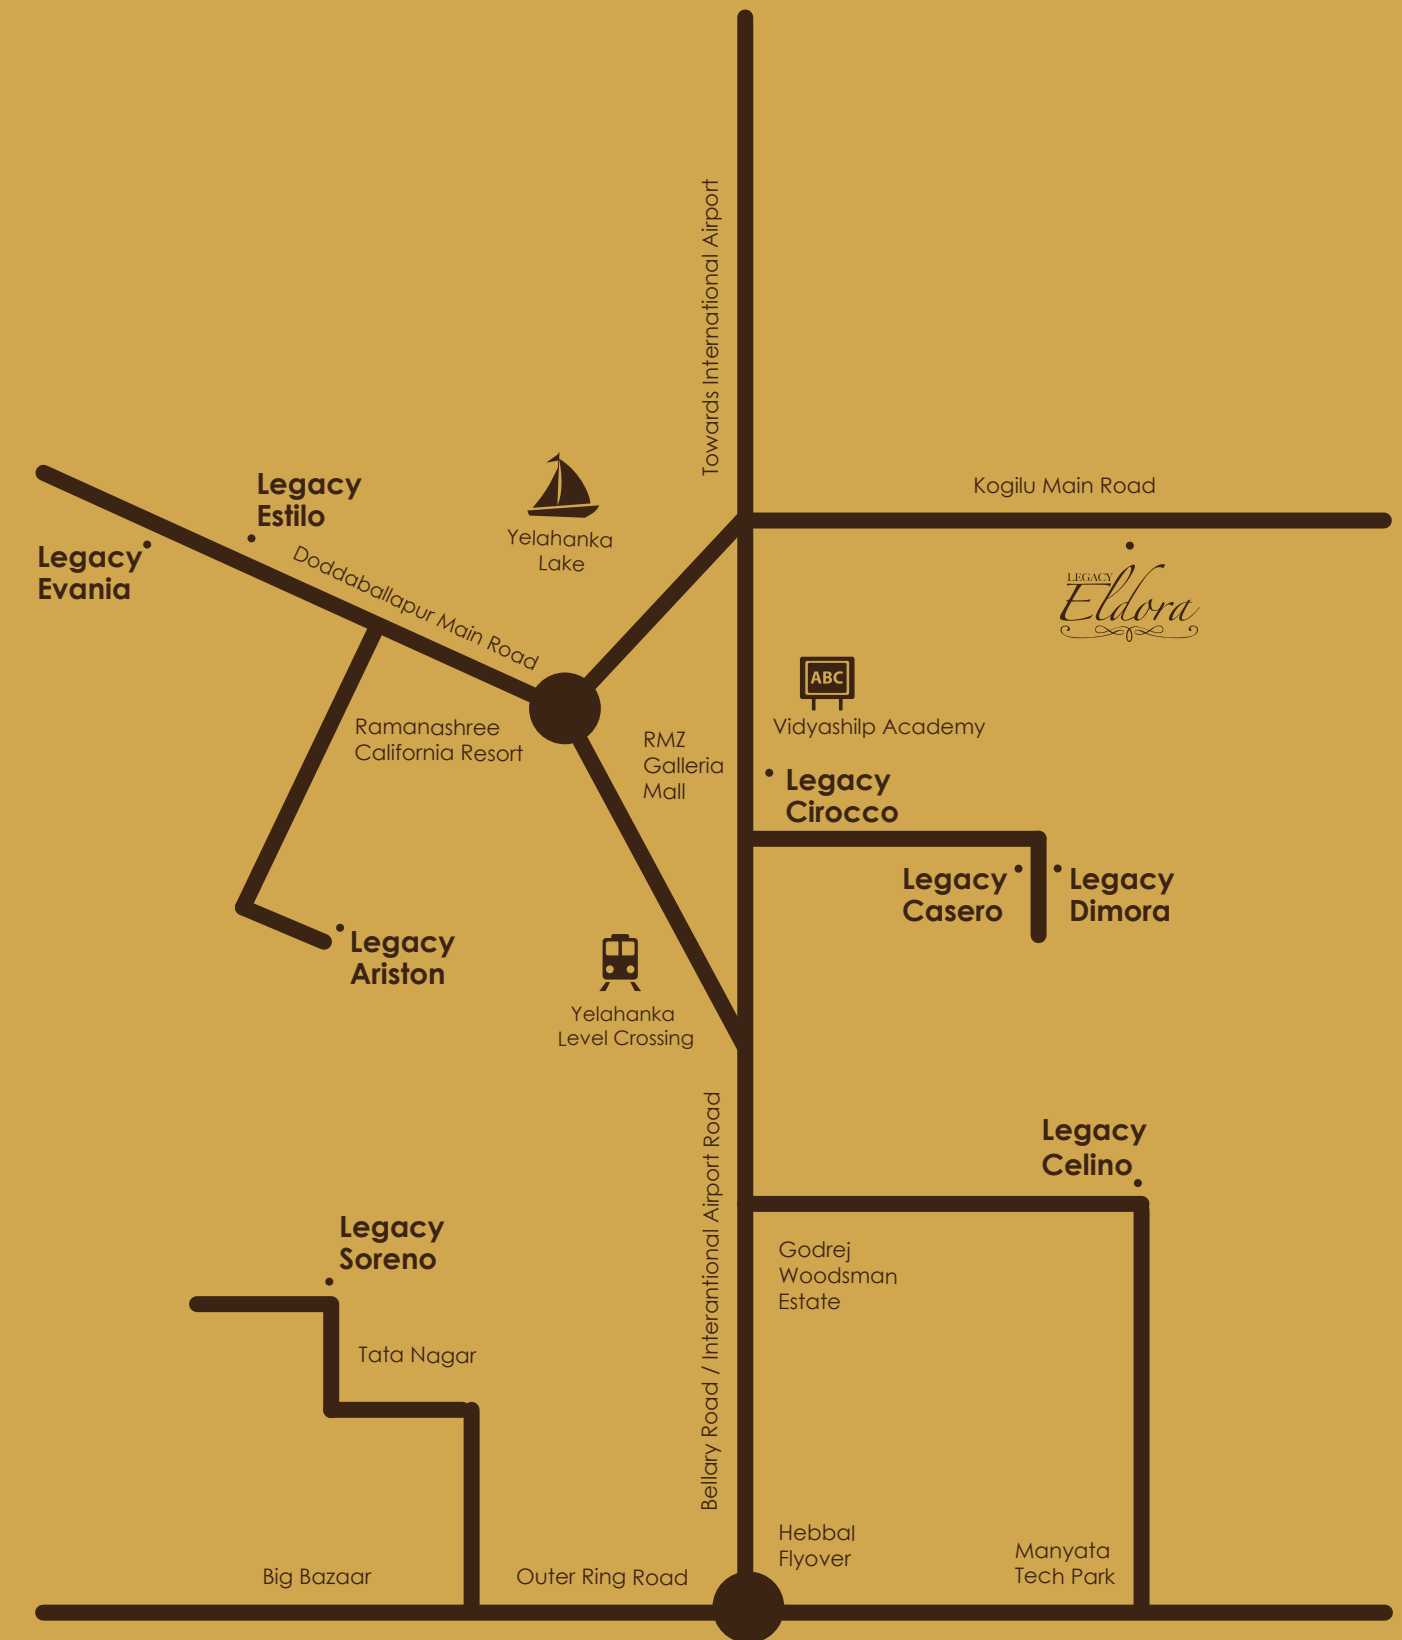 Towards International Airport
Kogilu Main Road
Legacy
Estilo
Yelahanka
Lake
Legacy
Evania
Doddaballapur Main Road
LEGACY
Eldora
ABC
Vidyashilp Academy
Ramanashree
California Resort
RMZ
Galleria
Mall
Legacy
Cirocco
Legacy
Casero
Legacy
Dimora
Legacy
Ariston
Yelahanka
Level Crossing
Bellary Road / Interantional Airport Road
Legacy
Celino
Legacy
Soreno
Godrej
Woodsman
Estate
Tata Nagar
Hebbal
Flyover
Manyata
Tech Park
Big Bazaar
Outer Ring Road